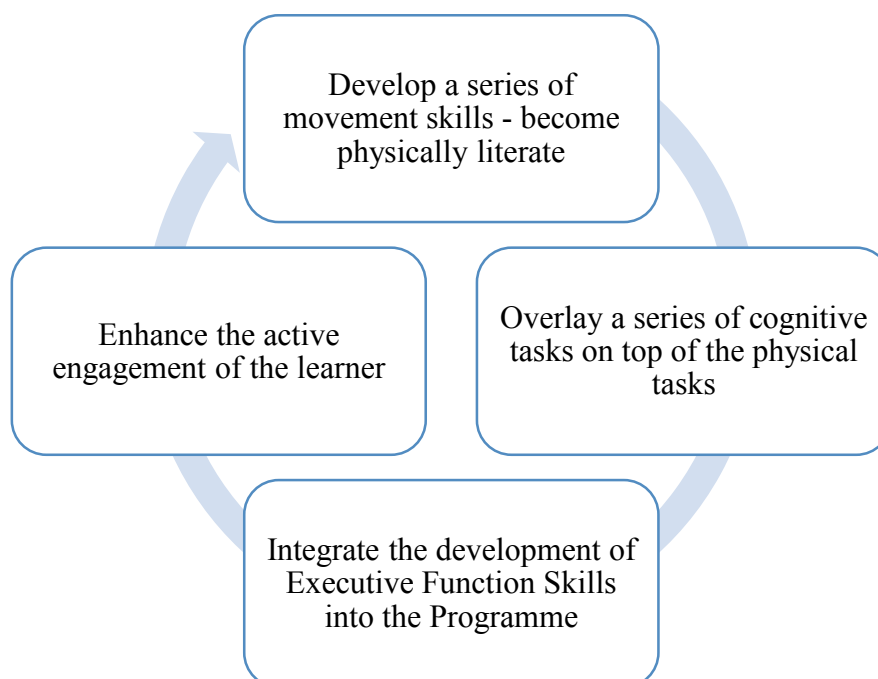 Develop a series of
movement skills - become
physically literate
Overlay a series of cognitive
tasks on top of the physical
tasks
Integrate the development of
Executive Function Skills
into the Programme
Enhance the active
engagement of the learner